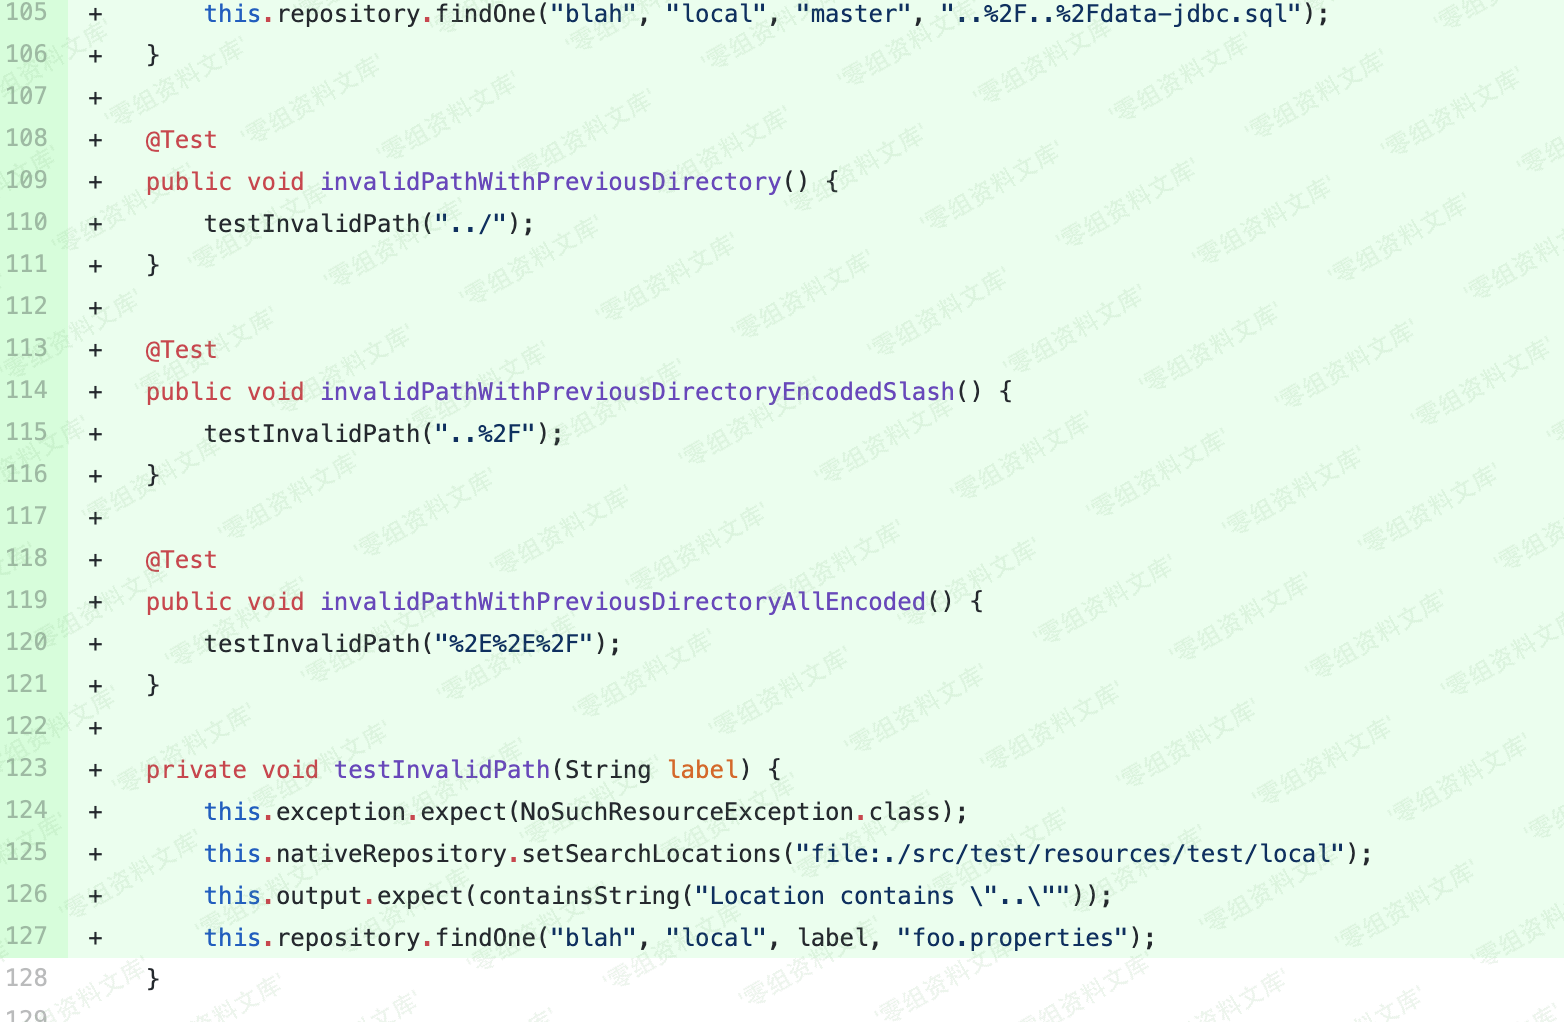 105 + this.repository.findOne("blah", "local", "master", "..%2F..%2Fdata-jdbc.sql");
106 + }
107 +
108 + @Test
109 + public void invalidPathWithPreviousDirectory() {
110 + testInvalidPath("../");
111 + }
112 +
113 + @Test
114 + public void invalidPathWithPreviousDirectoryEncodedSlash() {
115 + testInvalidPath("..%2F");
116 + }
117 +
118 + @Test
119 + public void invalidPathWithPreviousDirectoryAllEncoded() {
120 + testInvalidPath("%2E%2E%2F");
121 + }
122 +
123 + private void testInvalidPath(String label) {
124 + this.exception.expect(NoSuchResourceException.class);
125 + this.nativeRepository.setSearchLocations("file:./src/test/resources/test/local");
126 + this.output.expect(containsString("Location contains \"..\""));
127 + this.repository.findOne("blah", "local", label, "foo.properties");
128 }
129
'零组资料文库'